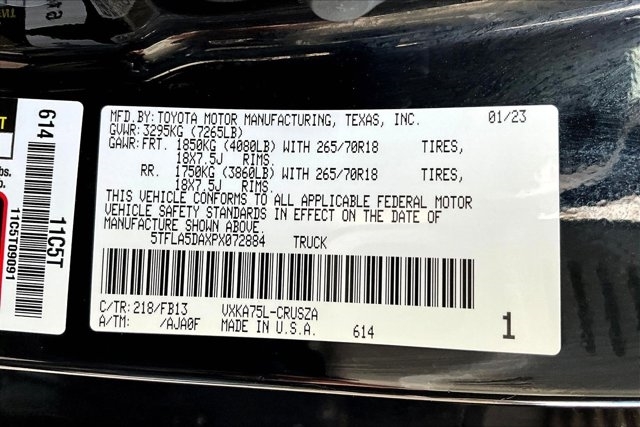 MFD.BY: TOYOTA MOTOR MANUFACTURING, TEXAS, INC. 01/23
GVWR: 3295KG (7265LB)
GAWR: FRT. 1850KG (4080LB) WITH 265/70R18 TIRES,
18X7.5J RIMS.
RR. 1750KG (3860LB) WITH 265/70R18 TIRES,
18X7.5J RIMS.
THIS VEHICLE CONFORMS TO ALL APPLICABLE FEDERAL MOTOR
VEHICLE SAFETY STANDARDS IN EFFECT ON THE DATE OF
MANUFACTURE SHOWN ABOVE.
5TFLA5DAXPX072884 TRUCK
C/TR: 218/FB13 VXKA75L-CRUSZA
A/TM: /AJA0F MADE IN U.S.A. 614 1
614
11C5T
11C5T09091